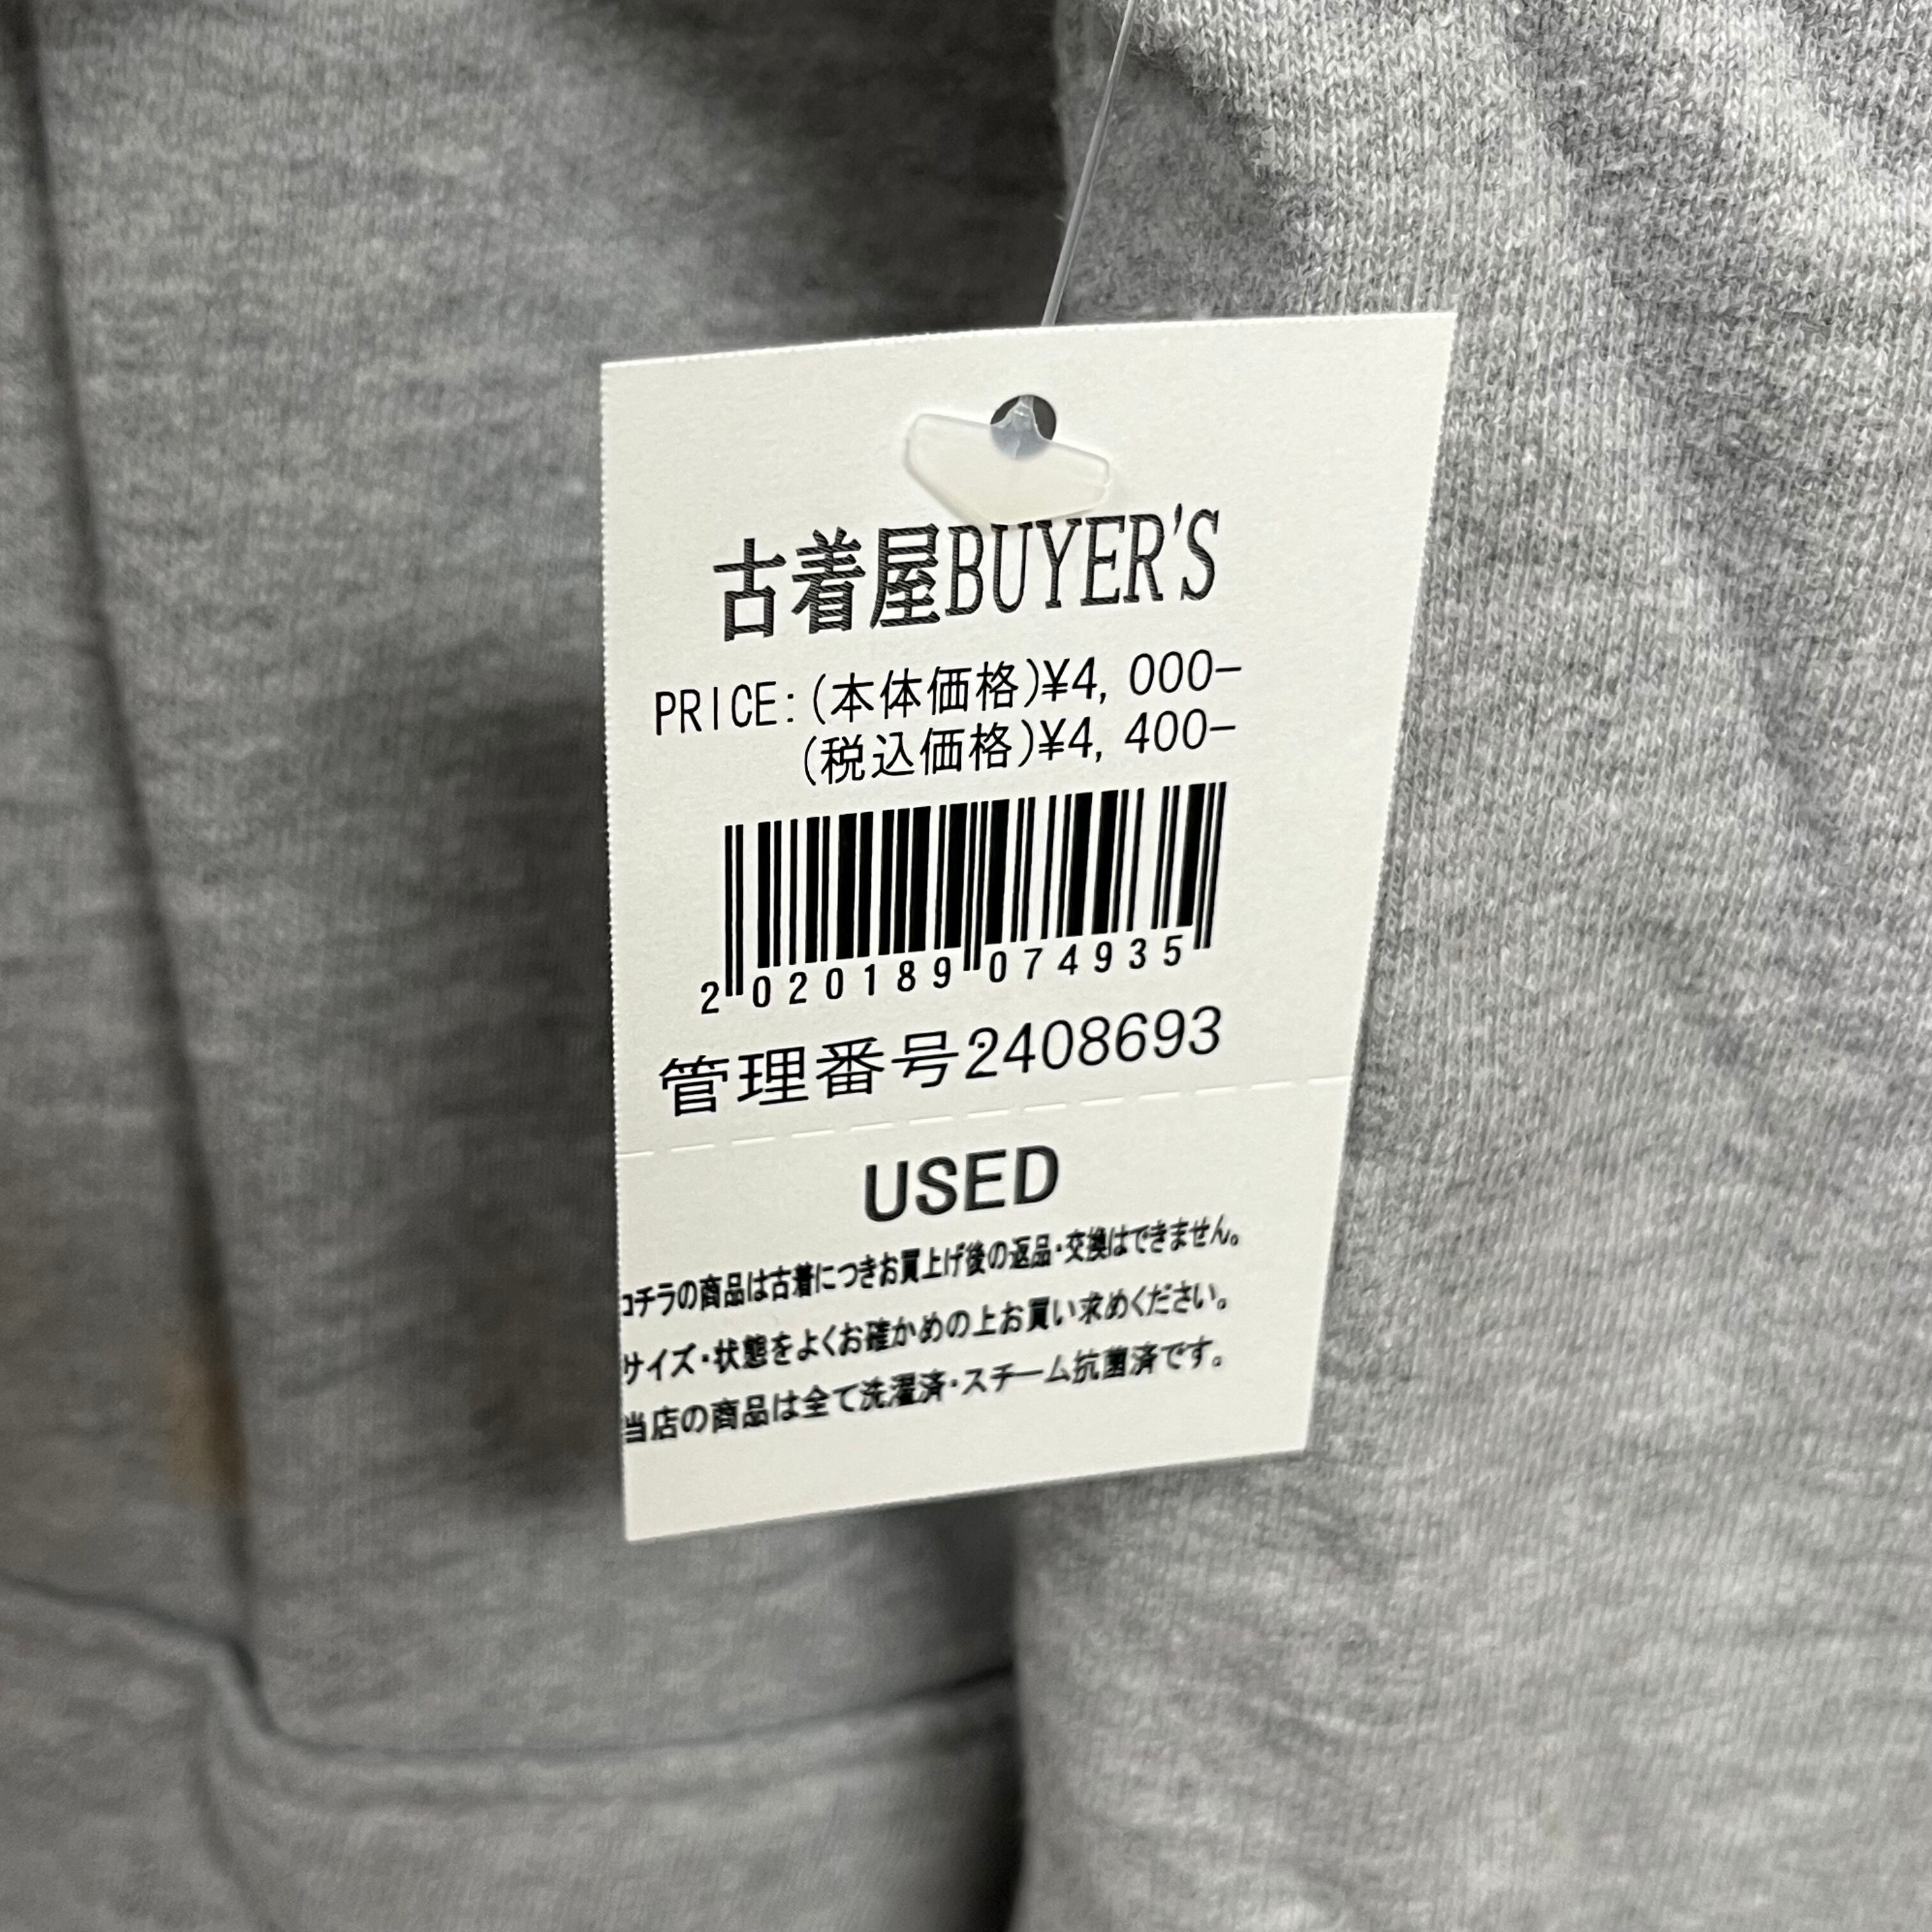 古着屋BUYER'S
PRICE:(本体価格)¥4,000-
(税込価格)¥4,400-
2 020189 074935
管理番号2408693
USED
コチラの商品は古着につきお買上げ後の返品・交換はできません。
サイズ・状態をよくお確かめの上お買い求めください。
当店の商品は全て洗濯済・スチーム抗菌済です。